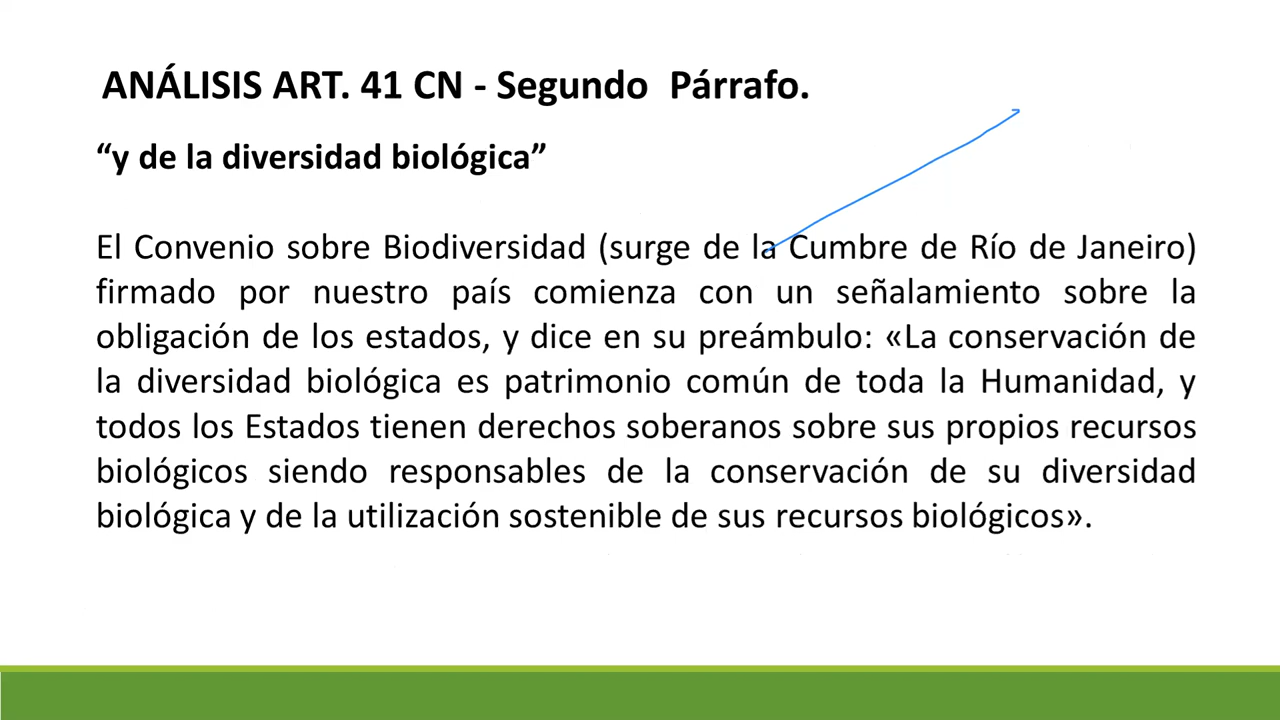 ANÁLISIS ART. 41 CN - Segundo Párrafo.
“y de la diversidad biológica”
El Convenio sobre Biodiversidad (surge de la Cumbre de Río de Janeiro)
firmado por nuestro país comienza con un señalamiento sobre la
obligación de los estados, y dice en su preámbulo: «La conservación de
la diversidad biológica es patrimonio común de toda la Humanidad, y
todos los Estados tienen derechos soberanos sobre sus propios recursos
biológicos siendo responsables de la conservación de su diversidad
biológica y de la utilización sostenible de sus recursos biológicos».